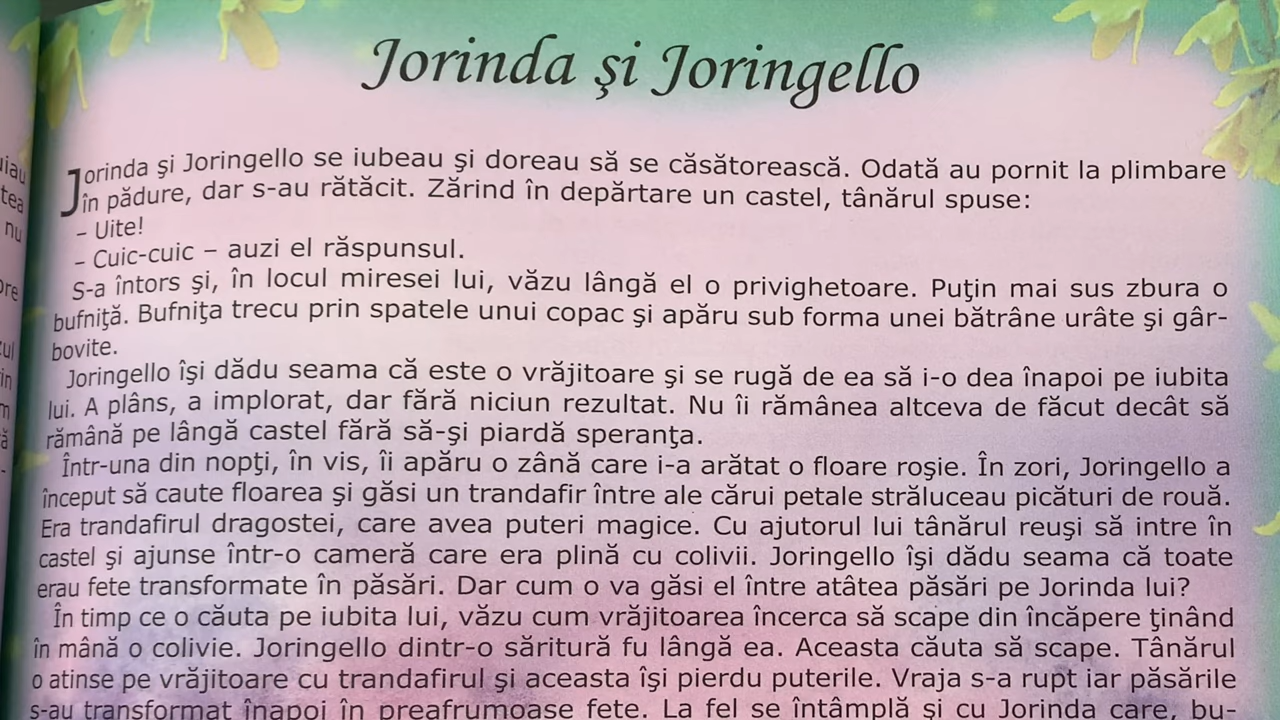 Jorinda şi Joringello
Jorinda şi Joringello se iubeau şi doreau să se căsătorească. Odată au pornit la plimbare
în pădure, dar s-au rătăcit. Zărind în depărtare un castel, tânărul spuse:
– Uite!
– Cuic-cuic – auzi el răspunsul.
S-a întors şi, în locul miresei lui, văzu lângă el o privighetoare. Puţin mai sus zbura o
bufniţă. Bufniţa trecu prin spatele unui copac şi apăru sub forma unei bătrâne urâte şi gâr-
bovite.
Joringello îşi dădu seama că este o vrăjitoare şi se rugă de ea să i-o dea înapoi pe iubita
lui. A plâns, a implorat, dar fără niciun rezultat. Nu îi rămânea altceva de făcut decât să
rămână pe lângă castel fără să-şi piardă speranţa.
Într-una din nopţi, în vis, îi apăru o zână care i-a arătat o floare roşie. În zori, Joringello a
început să caute floarea şi găsi un trandafir între ale cărui petale străluceau picături de rouă.
Era trandafirul dragostei, care avea puteri magice. Cu ajutorul lui tânărul reuşi să intre în
castel şi ajunse într-o cameră care era plină cu colivii. Joringello îşi dădu seama că toate
erau fete transformate în păsări. Dar cum o va găsi el între atâtea păsări pe Jorinda lui?
În timp ce o căuta pe iubita lui, văzu cum vrăjitoarea încerca să scape din încăpere ţinând
în mână o colivie. Joringello dintr-o săritură fu lângă ea. Aceasta căuta să scape. Tânărul
o atinse pe vrăjitoare cu trandafirul şi aceasta îşi pierdu puterile. Vraja s-a rupt iar păsările
s-au transformat înapoi în preafrumoase fete. La fel se întâmplă şi cu Jorinda care, bu-